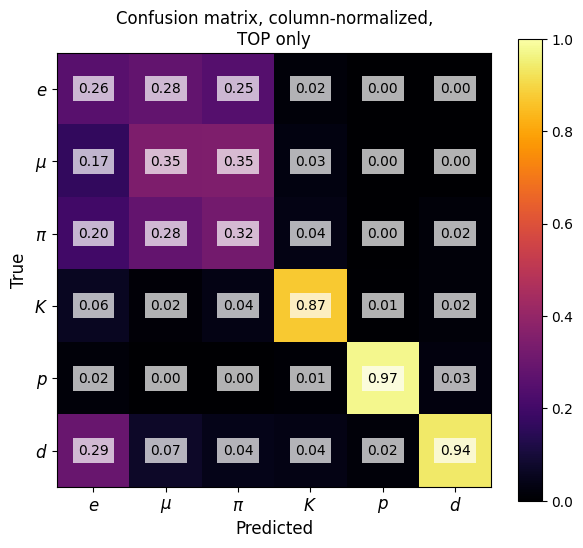 Confusion matrix, column-normalized,
TOP only
e 0.26 0.28 0.25 0.02 0.00 0.00
μ 0.17 0.35 0.35 0.03 0.00 0.00
π 0.20 0.28 0.32 0.04 0.00 0.02
K 0.06 0.02 0.04 0.87 0.01 0.02
p 0.02 0.00 0.00 0.01 0.97 0.03
d 0.29 0.07 0.04 0.04 0.02 0.94
e μ π K p d
True
Predicted
1.0
0.8
0.6
0.4
0.2
0.0